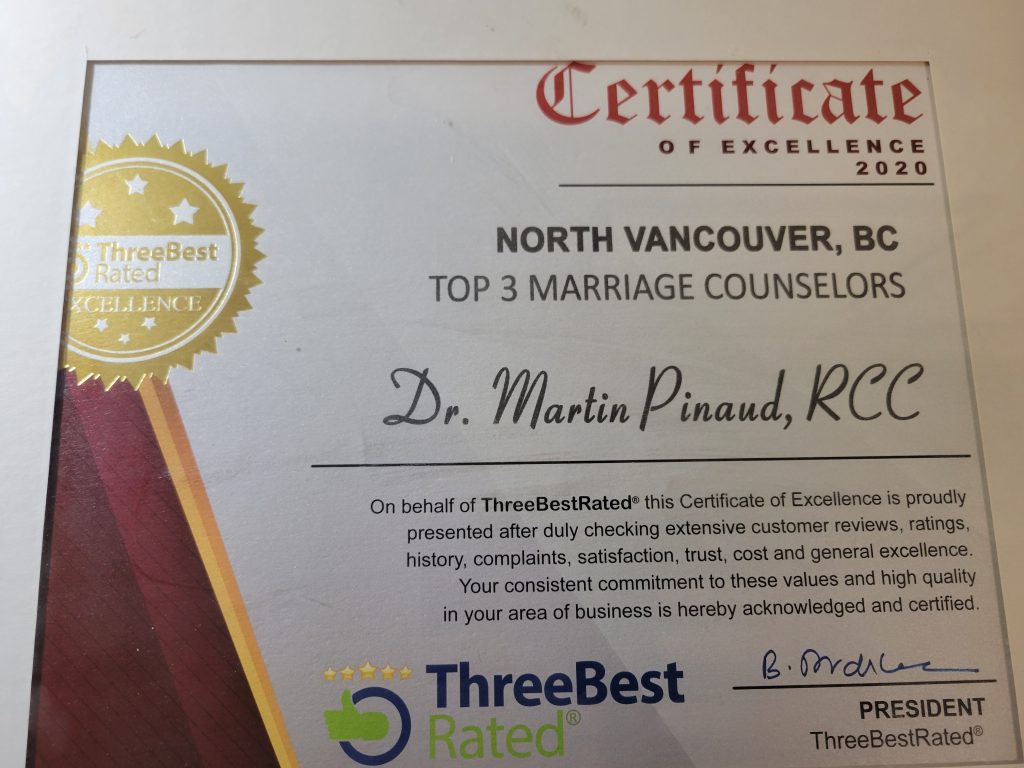 Certificate
OF EXCELLENCE
2020
ThreeBest
Rated
XCELLENCE
NORTH VANCOUVER, BC
TOP 3 MARRIAGE COUNSELORS
Dr. Martin Pinaud, RCC
On behalf of ThreeBestRated® this Certificate of Excellence is proudly
presented after duly checking extensive customer reviews, ratings,
history, complaints, satisfaction, trust, cost and general excellence.
Your consistent commitment to these values and high quality
in your area of business is hereby acknowledged and certified.
ThreeBest
Rated®
PRESIDENT
ThreeBestRated®